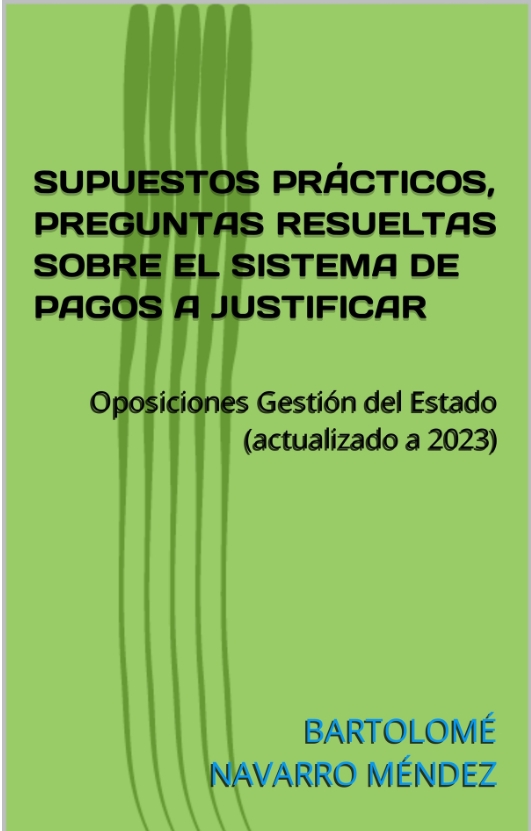 SUPUESTOS PRÁCTICOS,
PREGUNTAS RESUELTAS
SOBRE EL SISTEMA DE
PAGOS A JUSTIFICAR
Oposiciones Gestión del Estado
(actualizado a 2023)
BARTOLOMÉ
NAVARRO MÉNDEZ